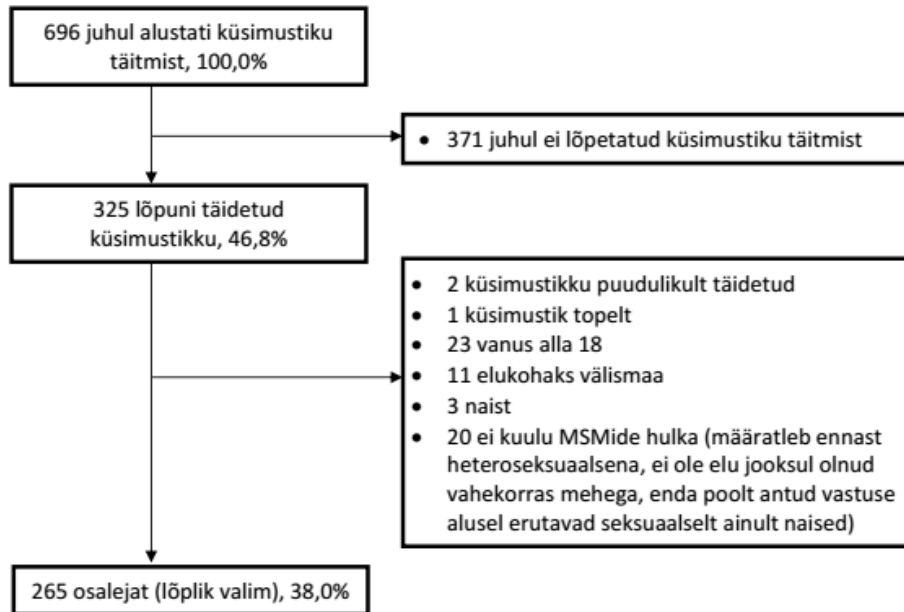 696 juhul alustati küsimustiku
täitmist, 100,0%
• 371 juhul ei lõpetatud küsimustiku täitmist
325 lõpuni täidetud
küsimustikku, 46,8%
• 2 küsimustikku puudulikult täidetud
• 1 küsimustik topelt
• 23 vanus alla 18
• 11 elukohaks välismaa
• 3 naist
• 20 ei kuulu MSMide hulka (määratleb ennast
heteroseksuaalsena, ei ole elu jooksul olnud
vahekorras mehega, enda poolt antud vastuse
alusel erutavad seksuaalselt ainult naised)
265 osalejat (lõplik valim), 38,0%